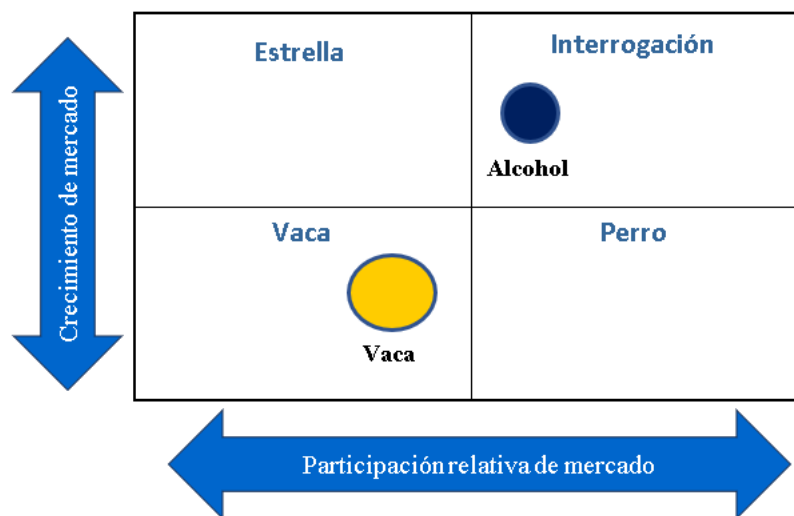 Estrella
Interrogación
Alcohol
Crecimiento de mercado
Vaca
Perro
Vaca
Participación relativa de mercado